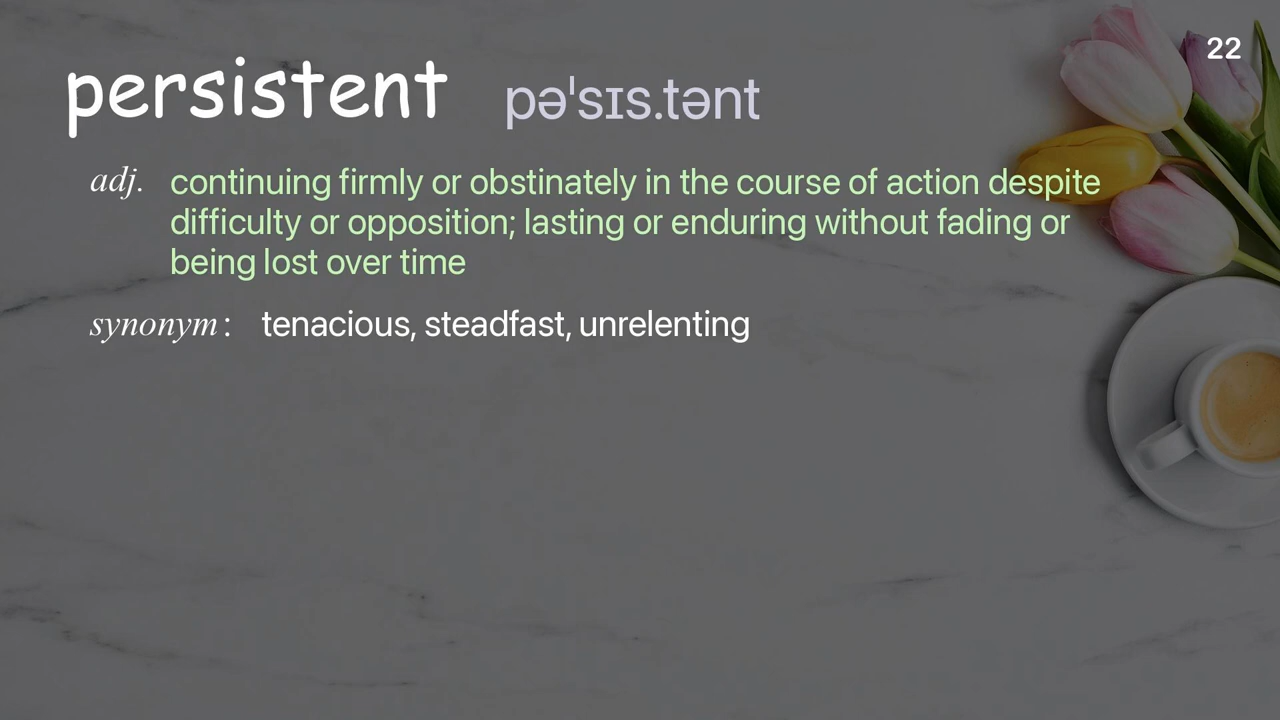 22
persistent pəˈsɪs.tənt
adj. continuing firmly or obstinately in the course of action despite
difficulty or opposition; lasting or enduring without fading or
being lost over time
synonym : tenacious, steadfast, unrelenting